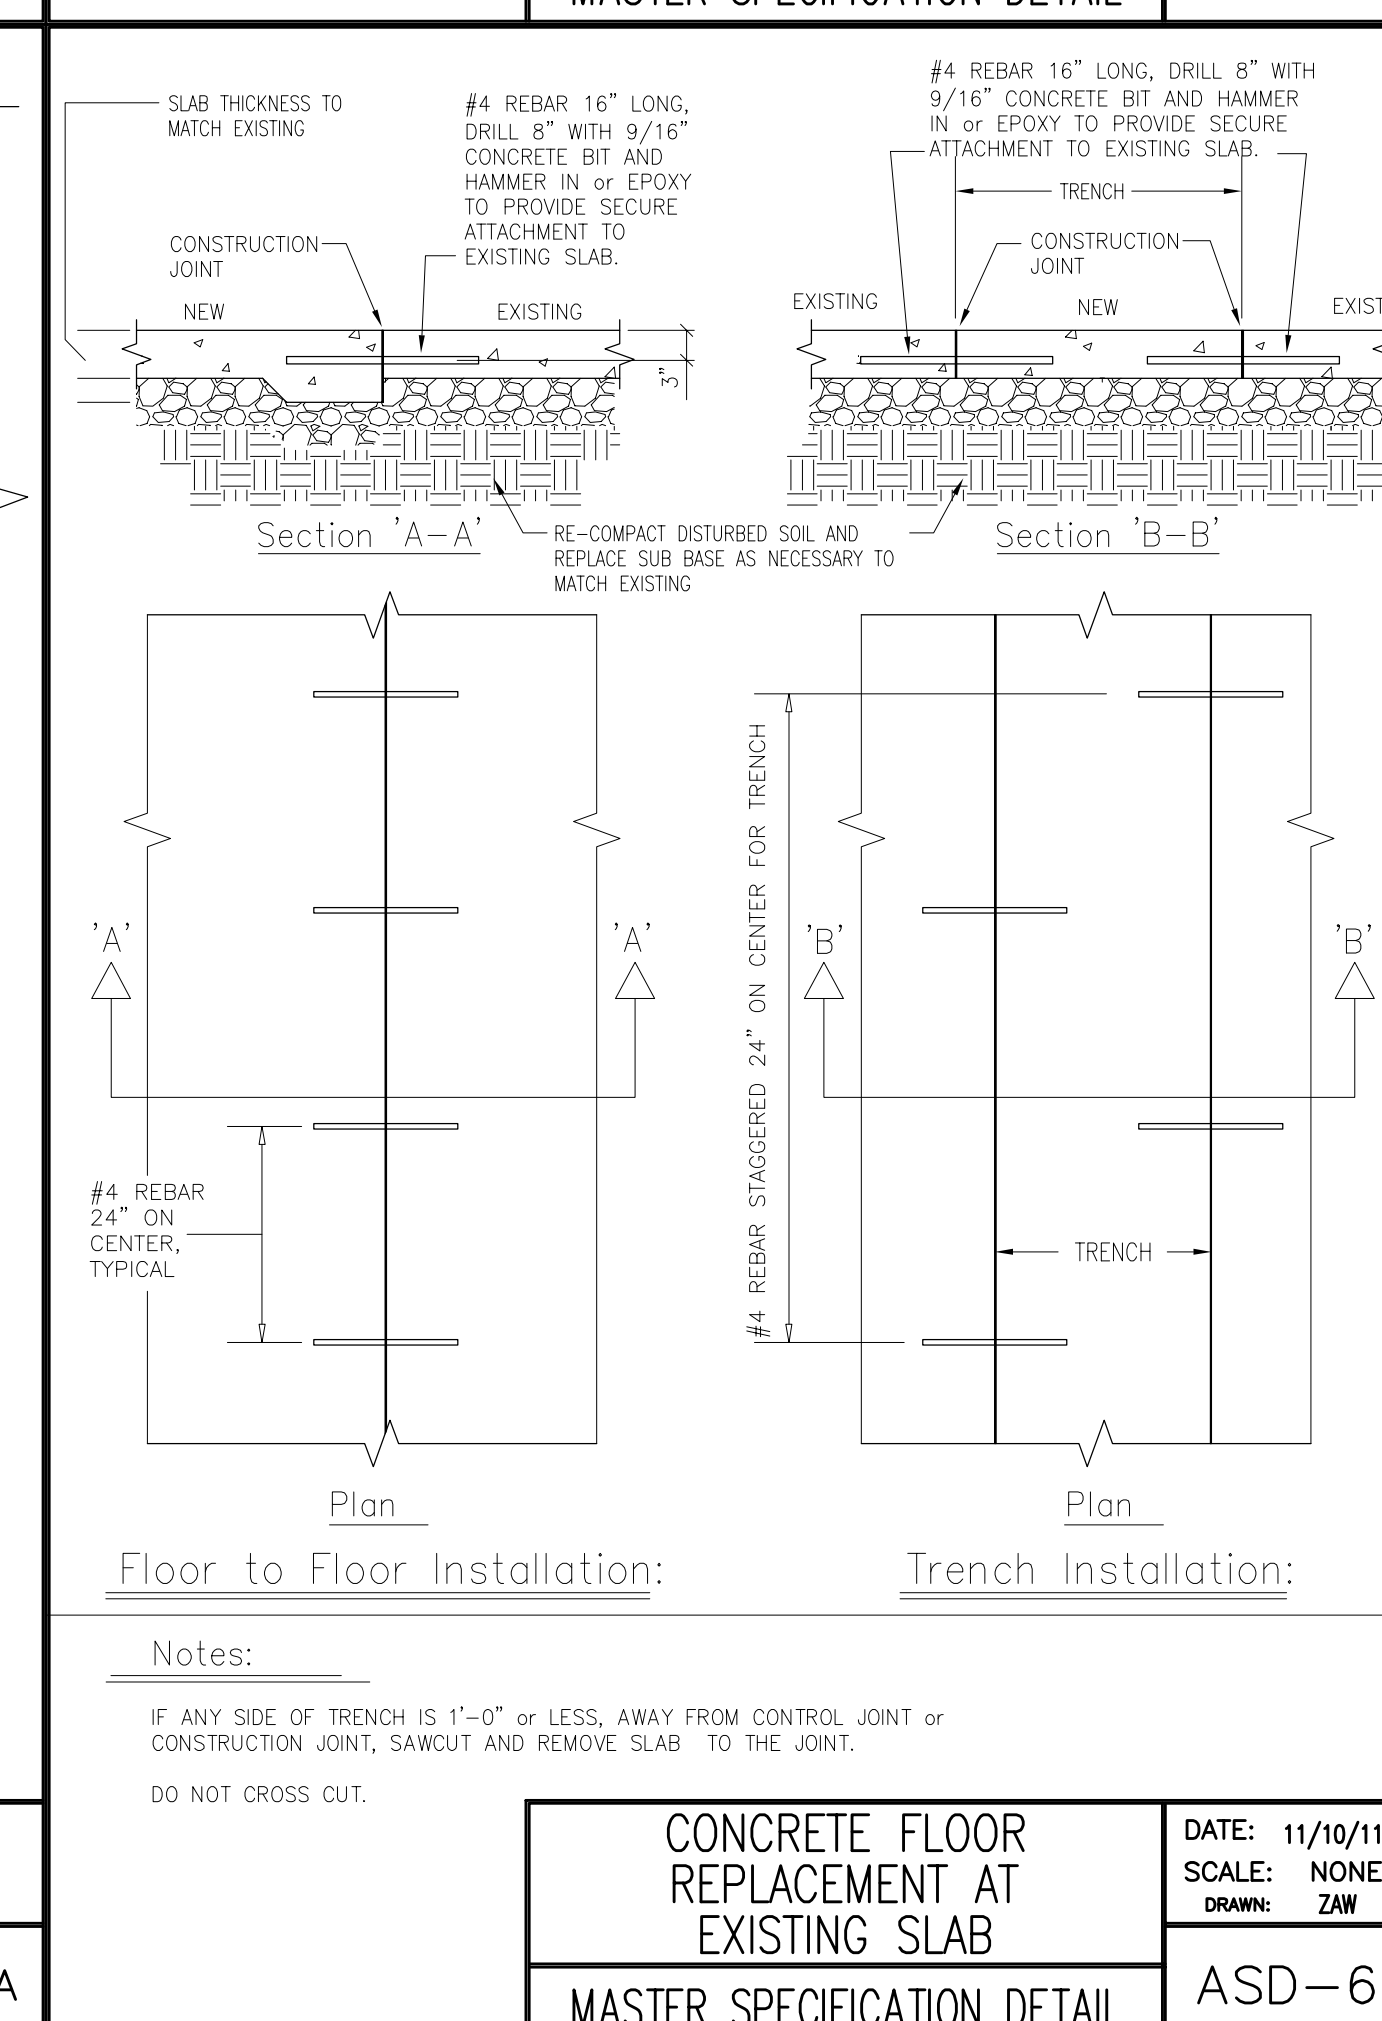 MASTER SPECIFICATION DETAIL
SLAB THICKNESS TO
MATCH EXISTING
#4 REBAR 16" LONG,
DRILL 8" WITH 9/16"
CONCRETE BIT AND
HAMMER IN or EPOXY
TO PROVIDE SECURE
ATTACHMENT TO
EXISTING SLAB.
CONSTRUCTION
JOINT
NEW
EXISTING
3"
Section 'A-A'
#4 REBAR 16" LONG, DRILL 8" WITH
9/16" CONCRETE BIT AND HAMMER
IN or EPOXY TO PROVIDE SECURE
ATTACHMENT TO EXISTING SLAB.
TRENCH
CONSTRUCTION
JOINT
EXISTING
NEW
EXIST
Section 'B-B'
RE-COMPACT DISTURBED SOIL AND
REPLACE SUB BASE AS NECESSARY TO
MATCH EXISTING
'A'
'A'
#4 REBAR
24" ON
CENTER,
TYPICAL
Plan
Floor to Floor Installation:
#4 REBAR STAGGERED 24" ON CENTER FOR TRENCH
'B'
'B'
TRENCH
Plan
Trench Installation:
Notes:
IF ANY SIDE OF TRENCH IS 1'-0" or LESS, AWAY FROM CONTROL JOINT or
CONSTRUCTION JOINT, SAWCUT AND REMOVE SLAB TO THE JOINT.
DO NOT CROSS CUT.
CONCRETE FLOOR
REPLACEMENT AT
EXISTING SLAB
MASTER SPECIFICATION DETAIL
DATE: 11/10/11
SCALE: NONE
DRAWN: ZAW
ASD-6
A